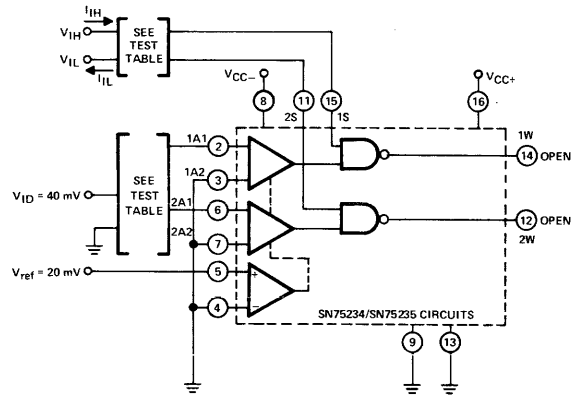 I_IH
V_IH
V_IL
I_IL
SEE
TEST
TABLE
V_CC−
V_CC+
8
11
15
16
2S
1S
1W
1A1
2
14
OPEN
1A2
3
SEE
TEST
TABLE
V_ID = 40 mV
2A1
6
12
OPEN
2A2
7
2W
V_ref = 20 mV
5
+
4
−
SN75234/SN75235 CIRCUITS
9
13